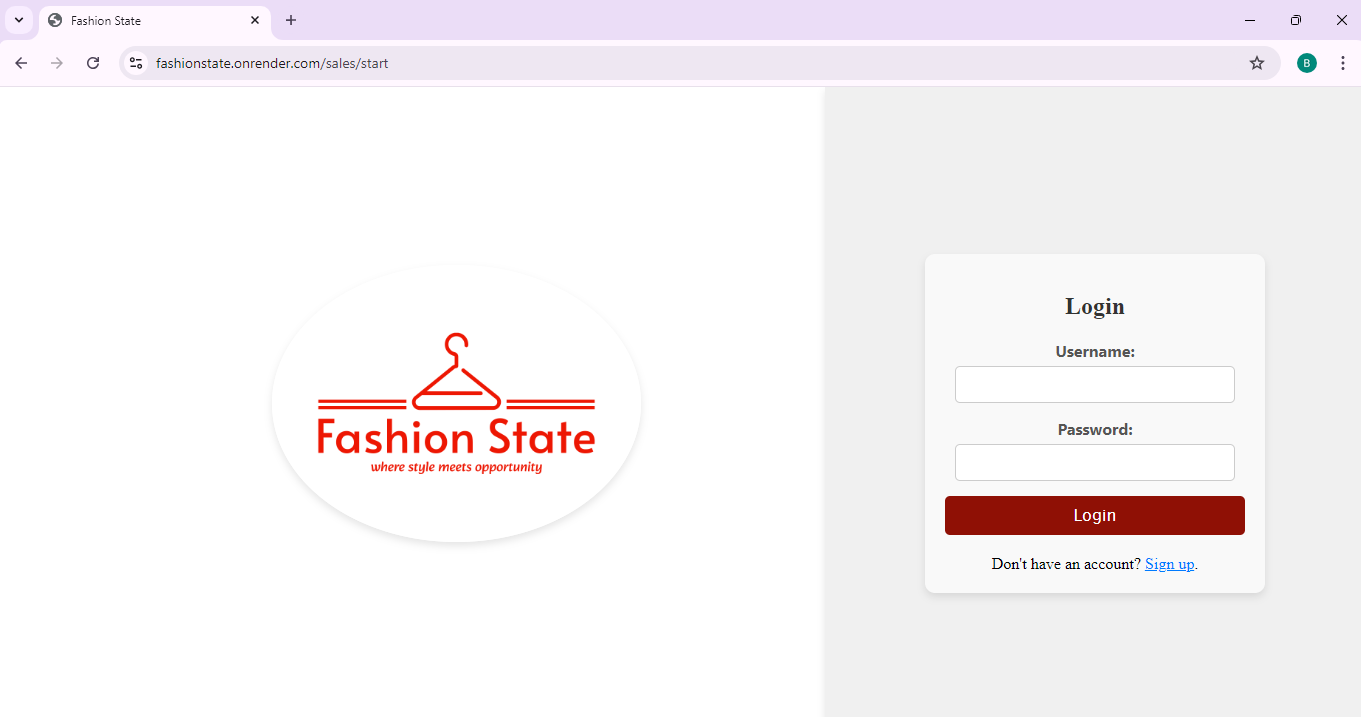 Fashion State
fashionstate.onrender.com/sales/start
B
Fashion State
where style meets opportunity
Login
Username:
Password:
Login
Don't have an account? Sign up.